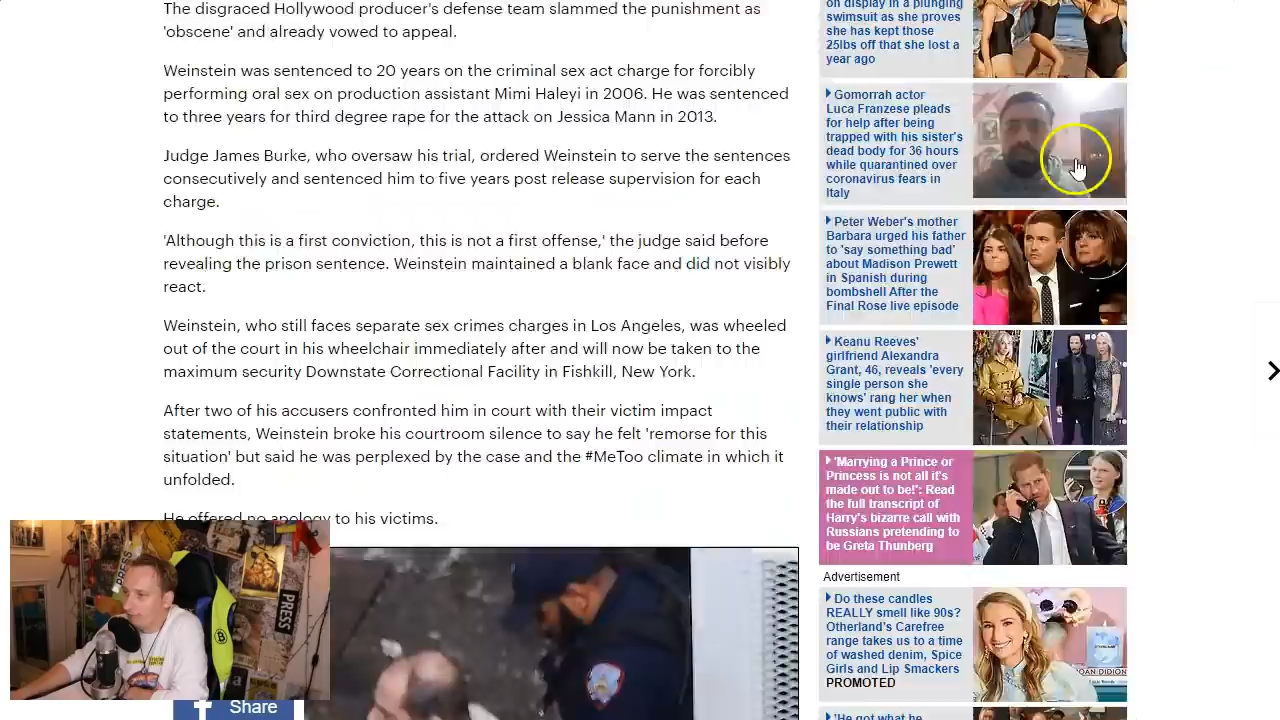 The disgraced Hollywood producer's defense team slammed the punishment as
'obscene' and already vowed to appeal.
Weinstein was sentenced to 20 years on the criminal sex act charge for forcibly
performing oral sex on production assistant Mimi Haleyi in 2006. He was sentenced
to three years for third degree rape for the attack on Jessica Mann in 2013.
Judge James Burke, who oversaw his trial, ordered Weinstein to serve the sentences
consecutively and sentenced him to five years post release supervision for each
charge.
'Although this is a first conviction, this is not a first offense,' the judge said before
revealing the prison sentence. Weinstein maintained a blank face and did not visibly
react.
Weinstein, who still faces separate sex crimes charges in Los Angeles, was wheeled
out of the court in his wheelchair immediately after and will now be taken to the
maximum security Downstate Correctional Facility in Fishkill, New York.
After two of his accusers confronted him in court with their victim impact
statements, Weinstein broke his courtroom silence to say he felt 'remorse for this
situation' but said he was perplexed by the case and the #MeToo climate in which it
unfolded.
He offered no apology to his victims.
Share
PRESS
PRESS
on display in a plunging
swimsuit as she proves
she has kept those
25lbs off that she lost a
year ago
Gomorrah actor
Luca Franzese pleads
for help after being
trapped with his sister's
dead body for 36 hours
while quarantined over
coronavirus fears in
Italy
Peter Weber's mother
Barbara urged his father
to 'say something bad'
about Madison Prewett
in Spanish during
bombshell After the
Final Rose live episode
Keanu Reeves'
girlfriend Alexandra
Grant, 46, reveals 'every
single person she
knows' rang her when
they went public with
their relationship
'Marrying a Prince or
Princess is not all it's
made out to be!': Read
the full transcript of
Harry's bizarre call with
Russians pretending to
be Greta Thunberg
Advertisement
Do these candles
REALLY smell like 90s?
Otherland's Carefree
range takes us to a time
of washed denim, Spice
Girls and Lip Smackers
PROMOTED
'He got what he